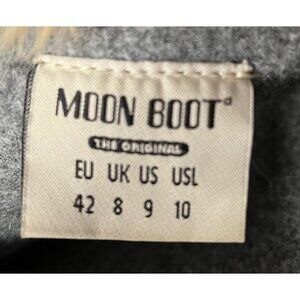 MOON BOOT
THE ORIGINAL
EU UK US USL
42 8 9 10